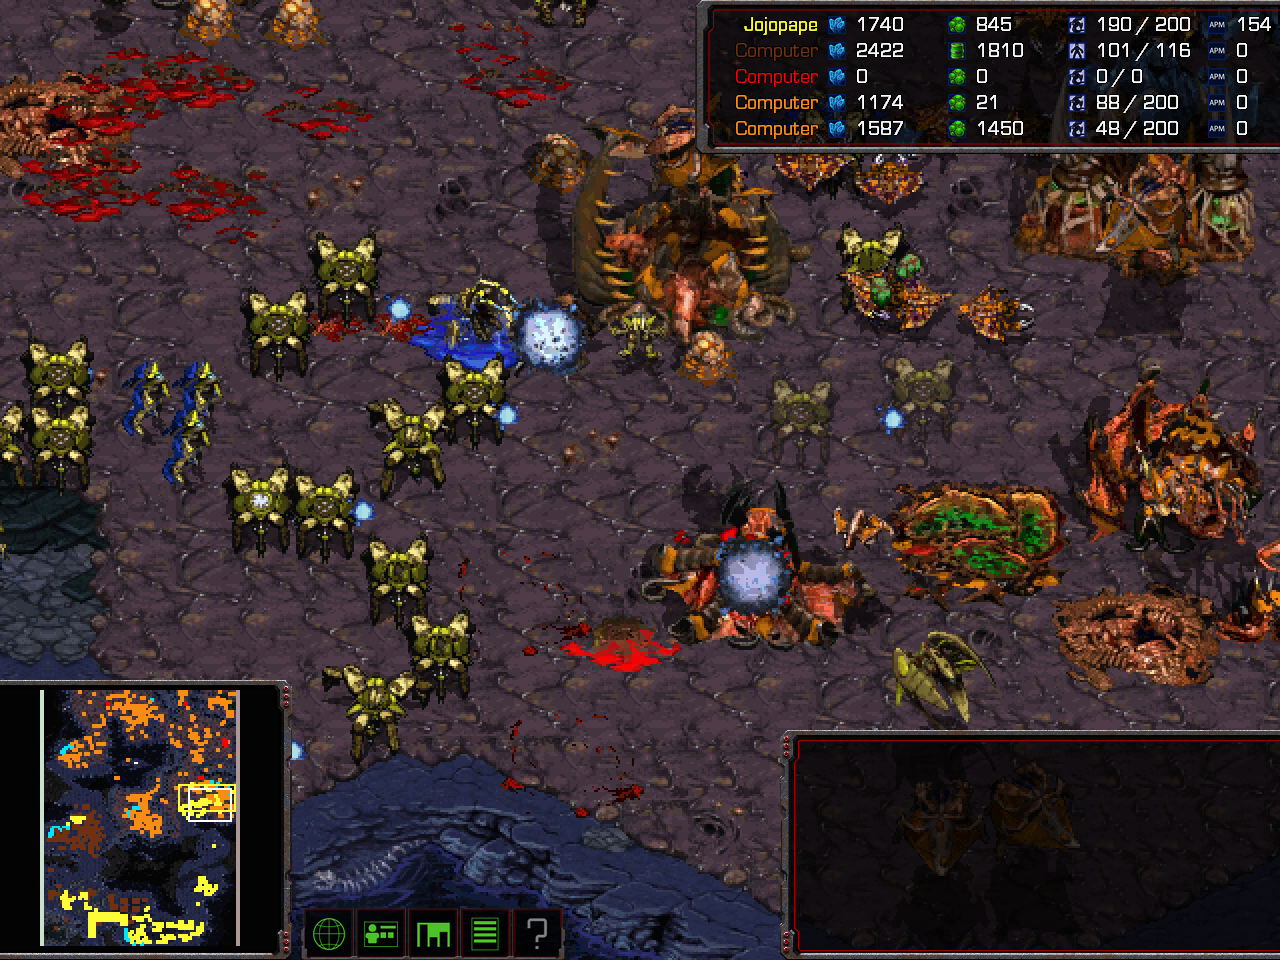 Jojopape 1740 845 190 / 200 APM 154
Computer 2422 1810 101 / 116 APM 0
Computer 0 0 0 / 0 APM 0
Computer 1174 21 88 / 200 APM 0
Computer 1587 1450 48 / 200 APM 0
?